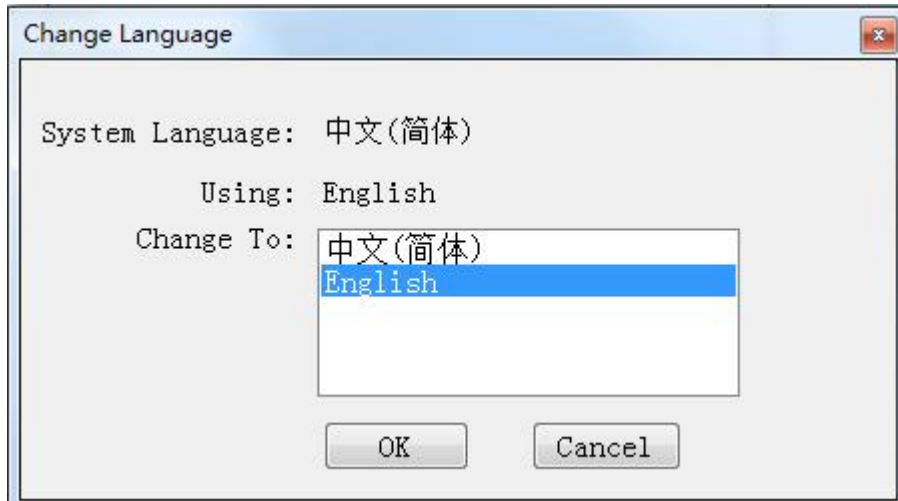 Change Language
System Language: 中文(简体)
Using: English
Change To: 中文(简体)
English
OK Cancel